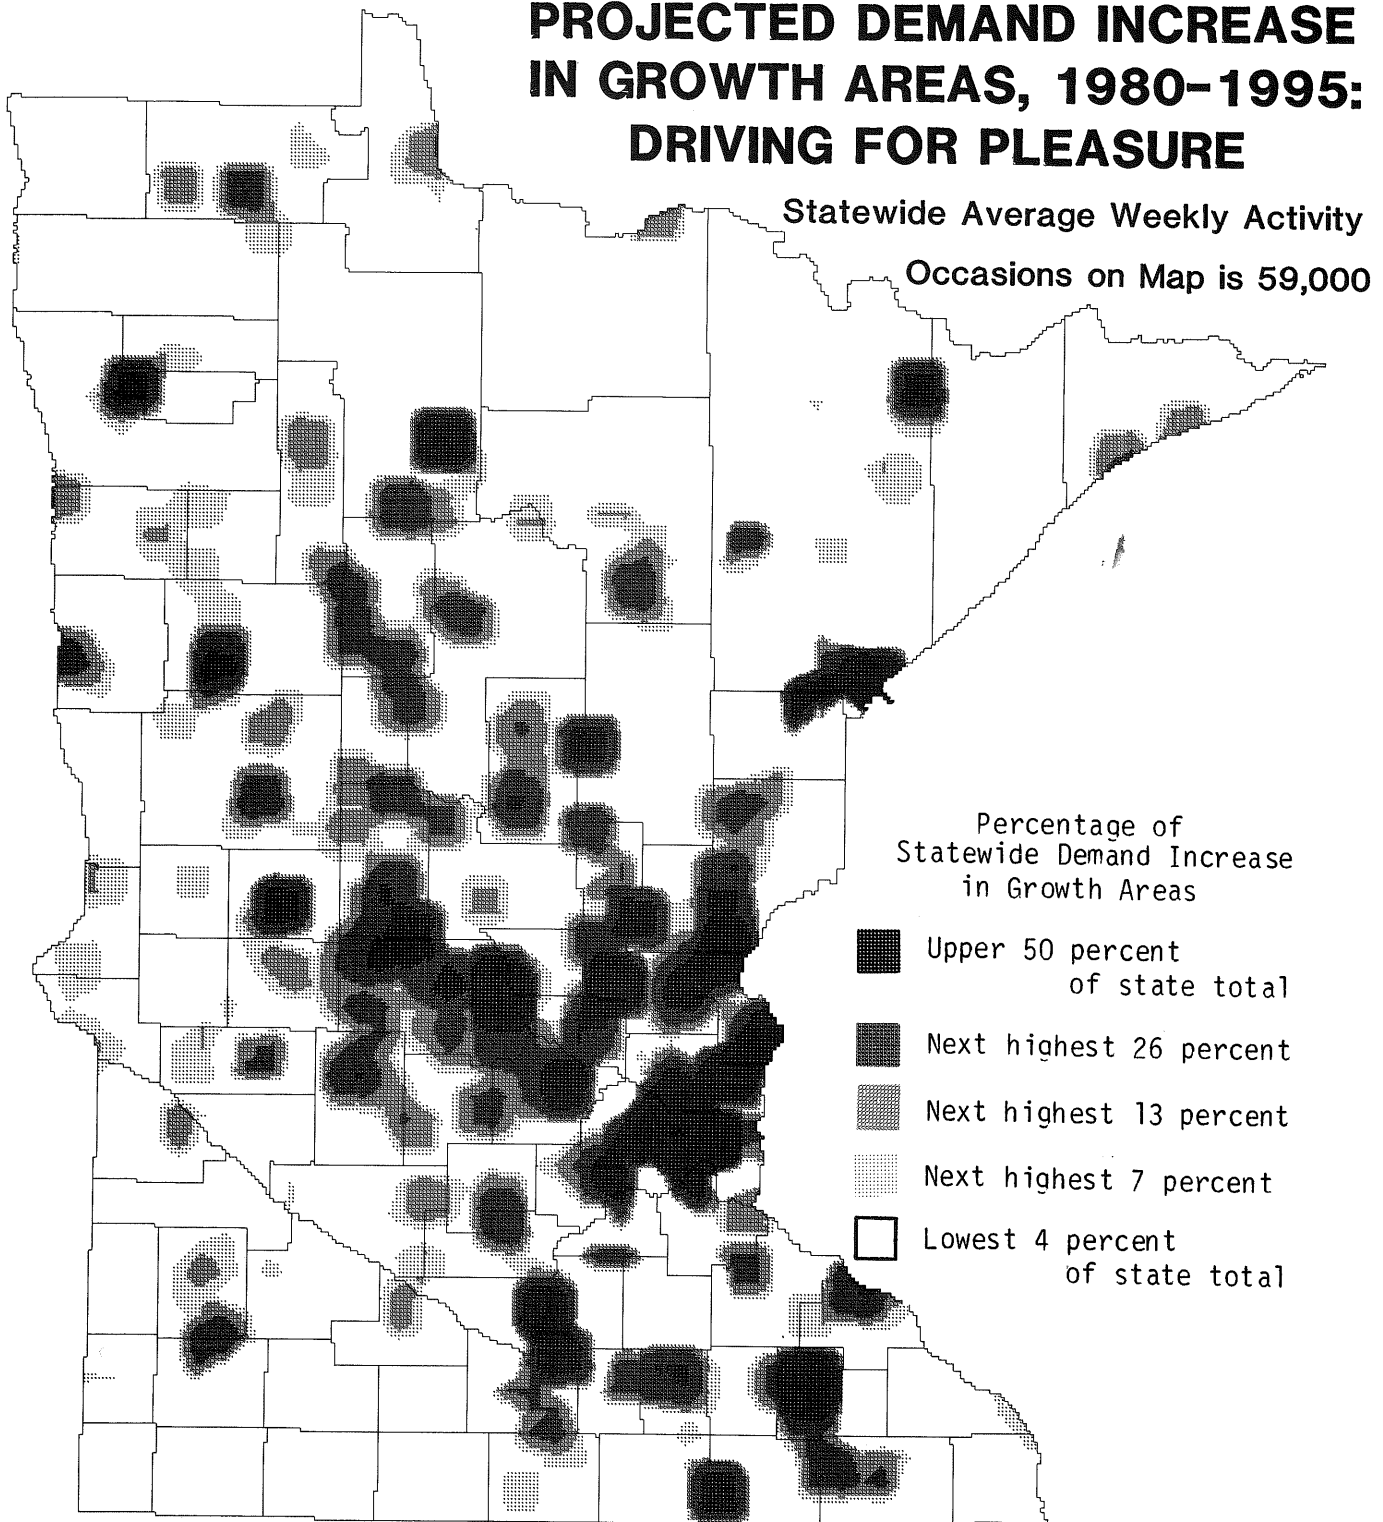 PROJECTED DEMAND INCREASE
IN GROWTH AREAS, 1980-1995:
DRIVING FOR PLEASURE
Statewide Average Weekly Activity
Occasions on Map is 59,000
Percentage of
Statewide Demand Increase
in Growth Areas
Upper 50 percent
of state total
Next highest 26 percent
Next highest 13 percent
Next highest 7 percent
Lowest 4 percent
of state total